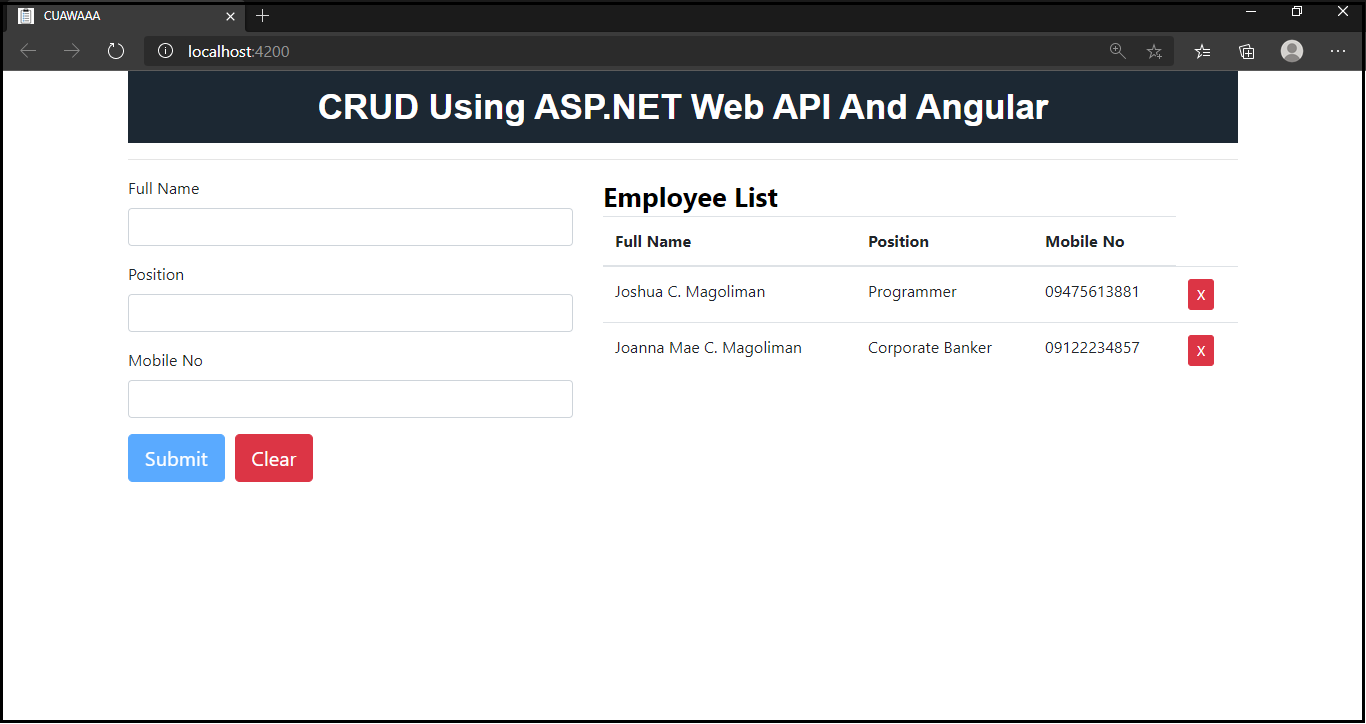 CUAWAAA
localhost:4200
CRUD Using ASP.NET Web API And Angular
Full Name
Position
Mobile No
Submit Clear
Employee List
Full Name Position Mobile No
Joshua C. Magoliman Programmer 09475613881 X
Joanna Mae C. Magoliman Corporate Banker 09122234857 X